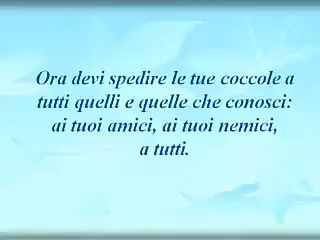 Ora devi spedire le tue coccole a
tutti quelli e quelle che conosci:
ai tuoi amici, ai tuoi nemici,
a tutti.